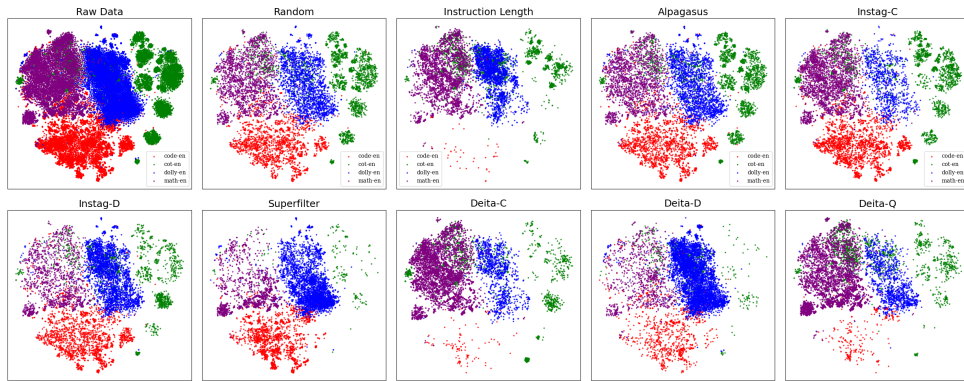 Raw Data
code-en
cot-en
dolly-en
math-en
Random
code-en
cot-en
dolly-en
math-en
Instruction Length
code-en
cot-en
dolly-en
math-en
Alpagasus
code-en
cot-en
dolly-en
math-en
Instag-C
code-en
cot-en
dolly-en
math-en
Instag-D
Superfilter
Deita-C
Deita-D
Deita-Q